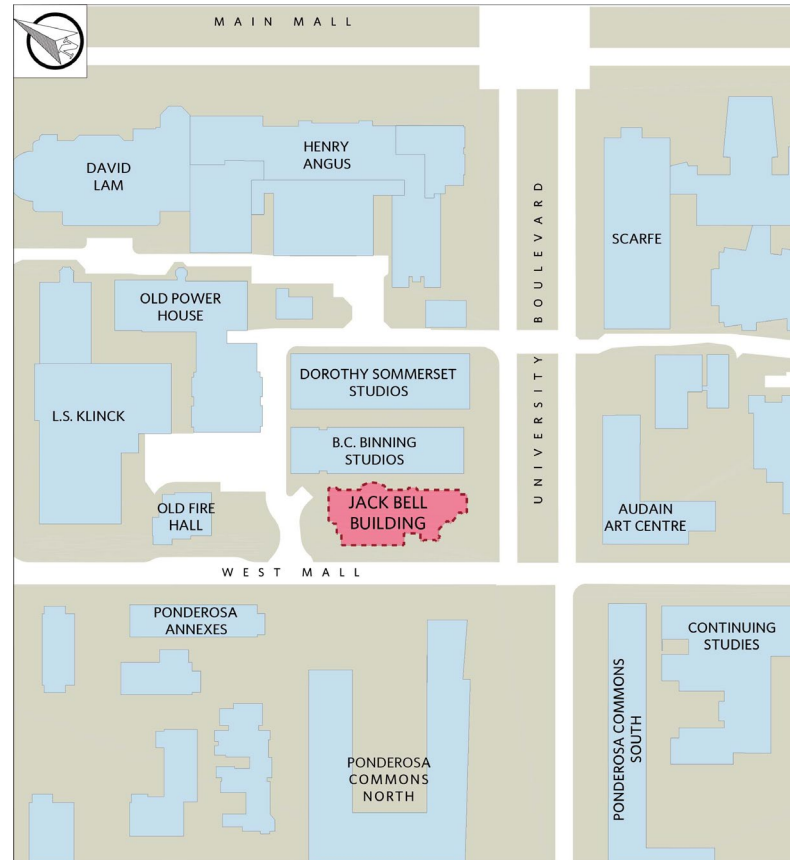 MAIN MALL
DAVID
LAM
HENRY
ANGUS
SCARFE
UNIVERSITY BOULEVARD
OLD POWER
HOUSE
DOROTHY SOMMERSET
STUDIOS
L.S. KLINCK
B.C. BINNING
STUDIOS
OLD FIRE
HALL
JACK BELL
BUILDING
AUDAIN
ART CENTRE
WEST MALL
PONDEROSA
ANNEXES
CONTINUING
STUDIES
PONDEROSA
COMMONS
NORTH
PONDEROSA COMMONS
SOUTH